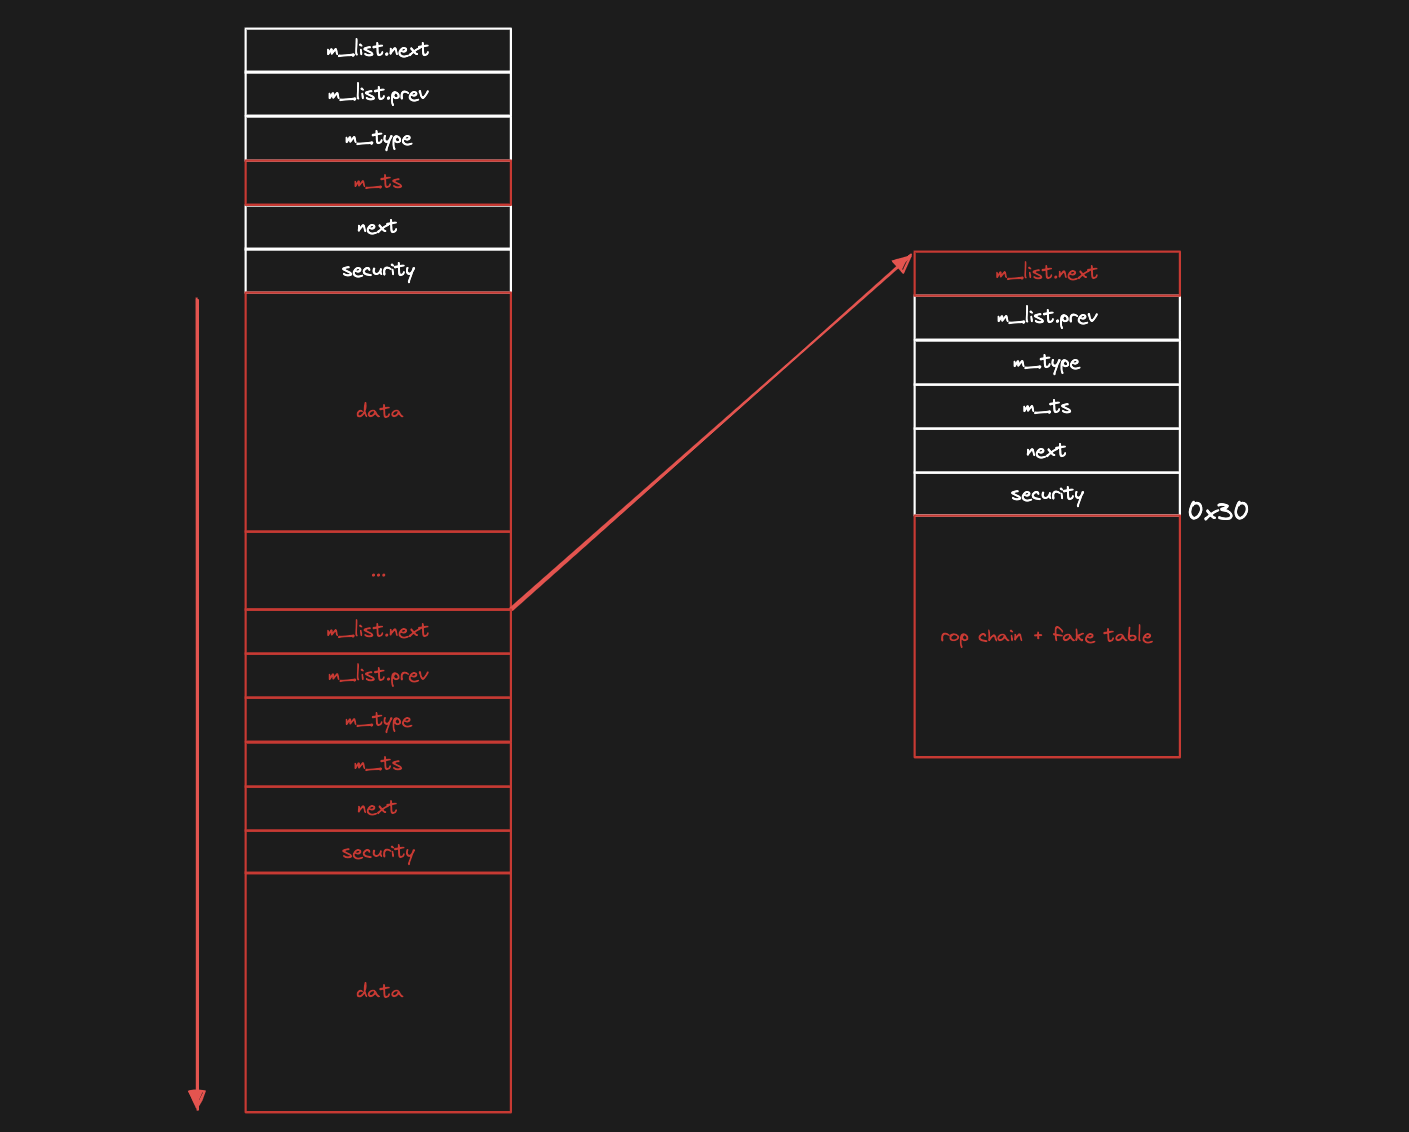 m_list.next
m_list.prev
m_type
m_ts
next
security
data
...
m_list.next
m_list.prev
m_type
m_ts
next
security
data
m_list.next
m_list.prev
m_type
m_ts
next
security
0x30
rop chain + fake table